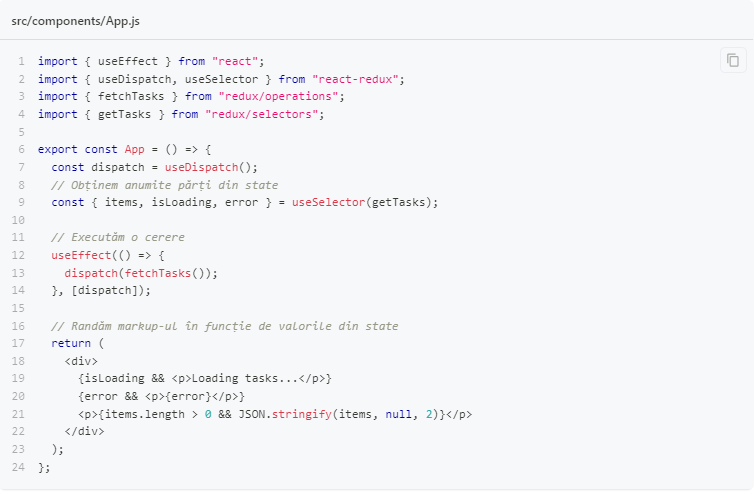 src/components/App.js
1 import { useEffect } from "react";
2 import { useDispatch, useSelector } from "react-redux";
3 import { fetchTasks } from "redux/operations";
4 import { getTasks } from "redux/selectors";
5
6 export const App = () => {
7   const dispatch = useDispatch();
8   // Obținem anumite părți din state
9   const { items, isLoading, error } = useSelector(getTasks);
10
11   // Executăm o cerere
12   useEffect(() => {
13     dispatch(fetchTasks());
14   }, [dispatch]);
15
16   // Randăm markup-ul în funcție de valorile din state
17   return (
18     <div>
19       {isLoading && <p>Loading tasks...</p>}
20       {error && <p>{error}</p>}
21       <p>{items.length > 0 && JSON.stringify(items, null, 2)}</p>
22     </div>
23   );
24 };